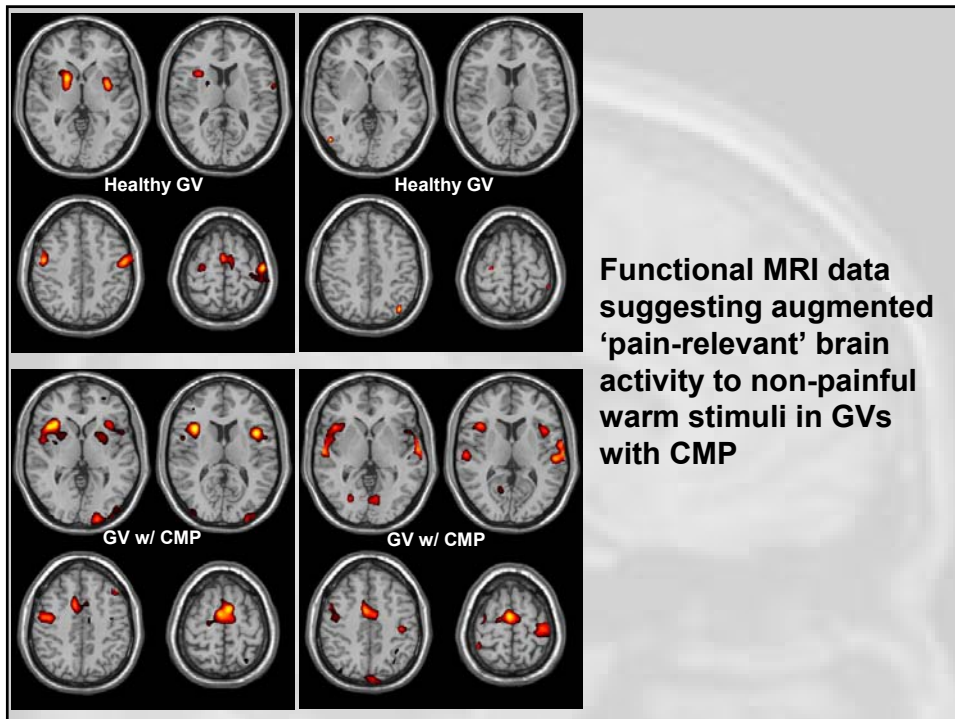 Healthy GV
Healthy GV
GV w/ CMP
GV w/ CMP
Functional MRI data
suggesting augmented
‘pain-relevant’ brain
activity to non-painful
warm stimuli in GVs
with CMP